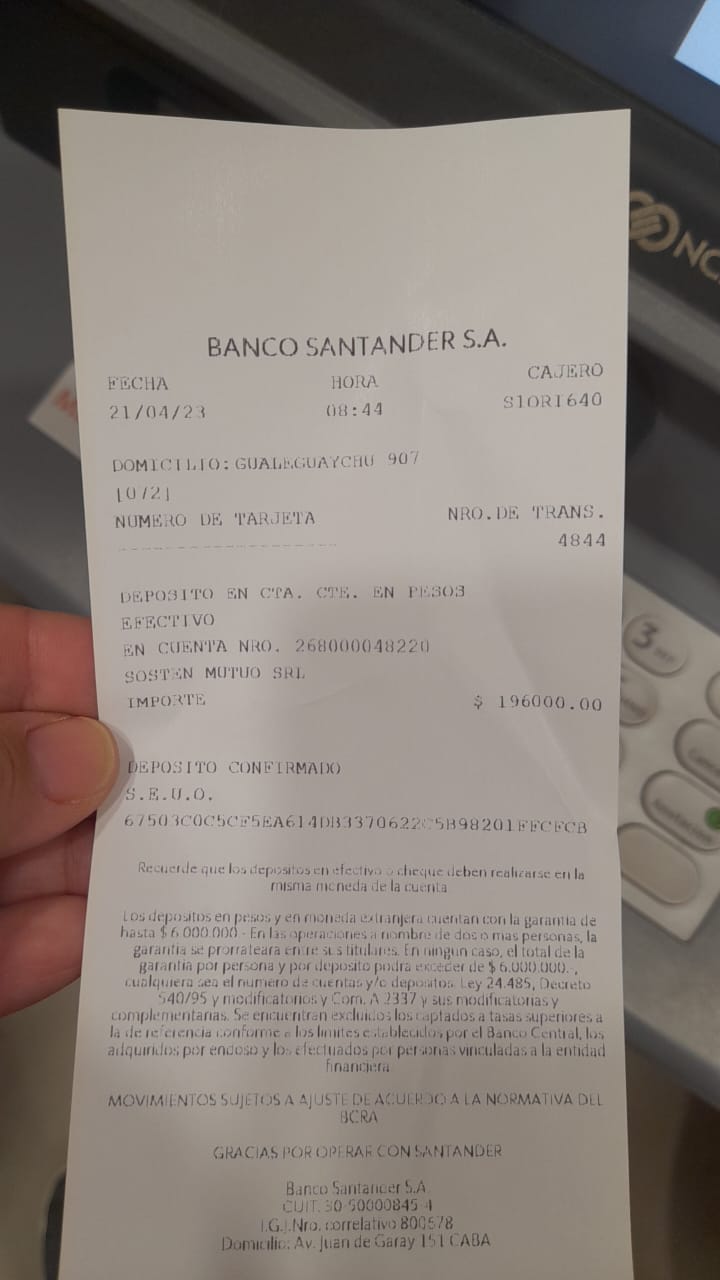 BANCO SANTANDER S.A.
FECHA HORA CAJERO
21/04/23 08:44 S1ORI640
DOMICILIO: GUALEGUAYCHU 907
[072]
NUMERO DE TARJETA NRO. DE TRANS.
4844
DEPOSITO EN CTA. CTE. EN PESOS
EFECTIVO
EN CUENTA NRO. 268000048220
SOSTEN MUTUO SRL
IMPORTE $ 196000.00
DEPOSITO CONFIRMADO
S.E.U.O.
Recuerde que los depositos en efectivo o cheque deben realizarse en la
misma moneda de la cuenta
Los depositos en pesos y en moneda extranjera cuentan con la garantia de
hasta $ 6.000.000 - En las operaciones a nombre de dos o mas personas, la
garantia se prorrateara entre sus titulares. En ningun caso, el total de la
garantia por persona y por deposito podra exceder de $ 6.000.000.-,
cualquiera sea el numero de cuentas y/o depositos. Ley 24.485, Decreto
540/95 y modificatorios y Com. A 2337 y sus modificatorias y
complementarias. Se encuentran excluidos los captados a tasas superiores a
la de referencia conforme a los limites establecidos por el Banco Central, los
adquiridos por endoso y los efectuados por personas vinculadas a la entidad
financiera.
MOVIMIENTOS SUJETOS A AJUSTE DE ACUERDO A LA NORMATIVA DEL
BCRA
GRACIAS POR OPERAR CON SANTANDER
Banco Santander S.A.
CUIT. 30-50000845-4
I.G.J.Nro. correlativo 800578
Domicilio: Av. Juan de Garay 151 CABA
3